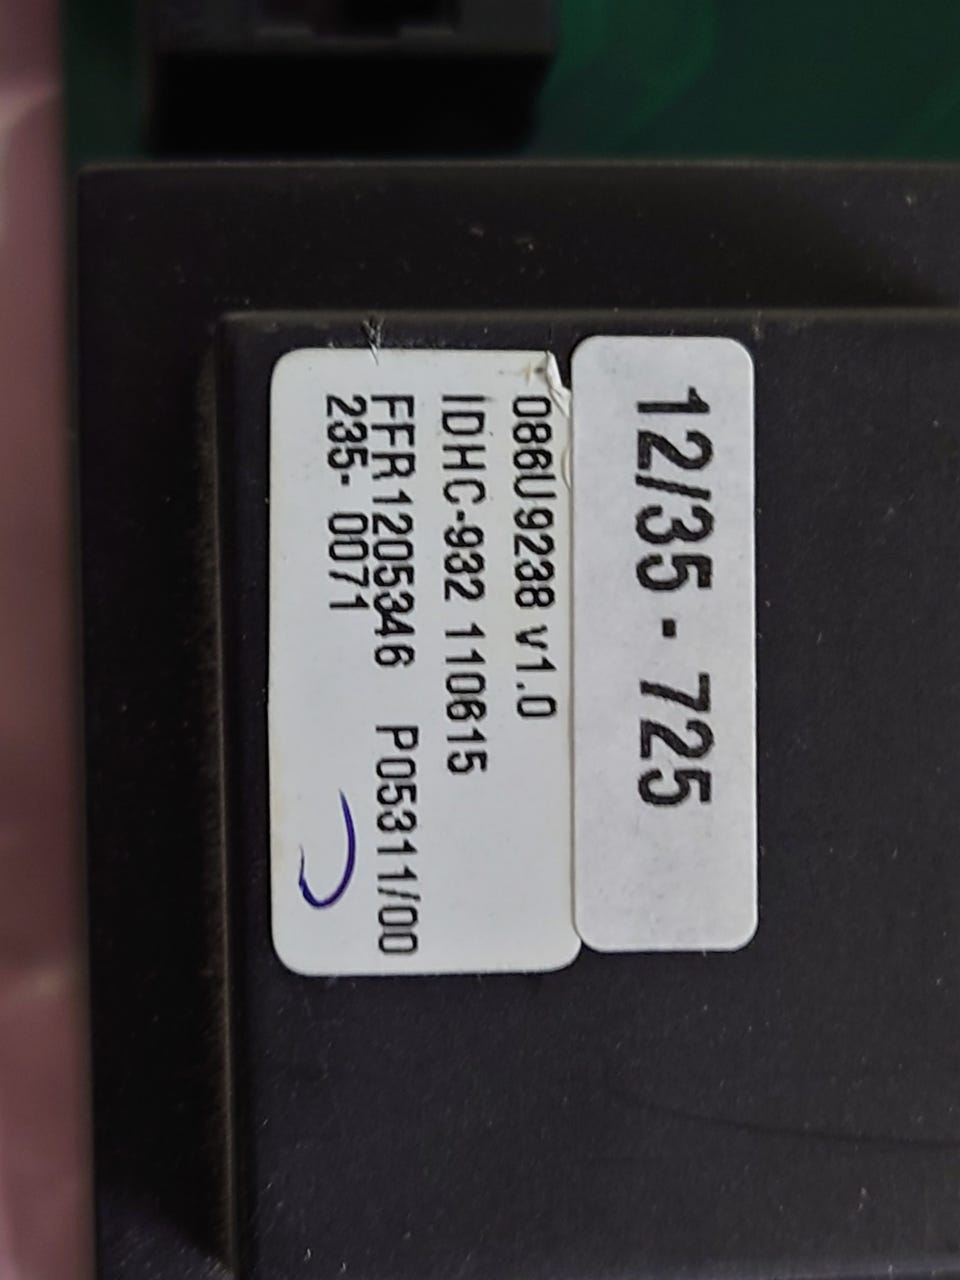 12/35 - 725
086U9238 v1.0
IDHC-932 110615
FFR1205346 P05311/00
235- 0071